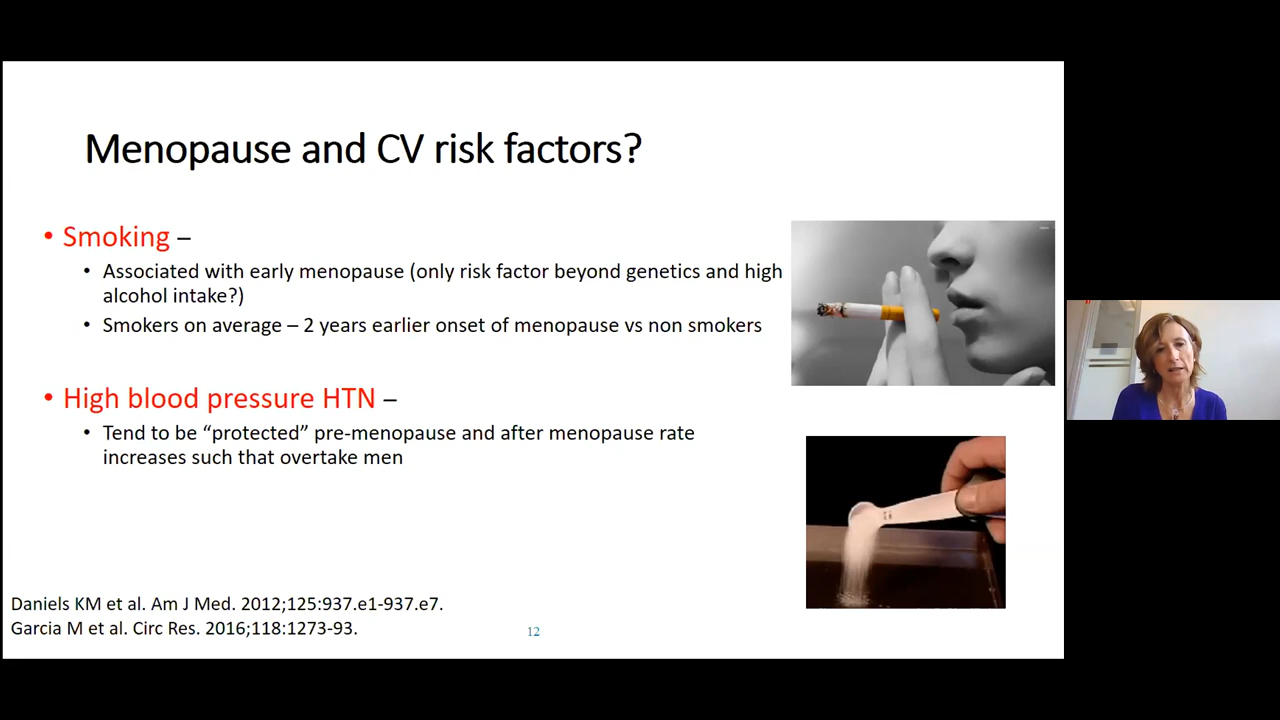 Menopause and CV risk factors?
• Smoking –
• Associated with early menopause (only risk factor beyond genetics and high
alcohol intake?)
• Smokers on average – 2 years earlier onset of menopause vs non smokers
• High blood pressure HTN –
• Tend to be “protected” pre-menopause and after menopause rate
increases such that overtake men
Daniels KM et al. Am J Med. 2012;125:937.e1-937.e7.
Garcia M et al. Circ Res. 2016;118:1273-93.
12